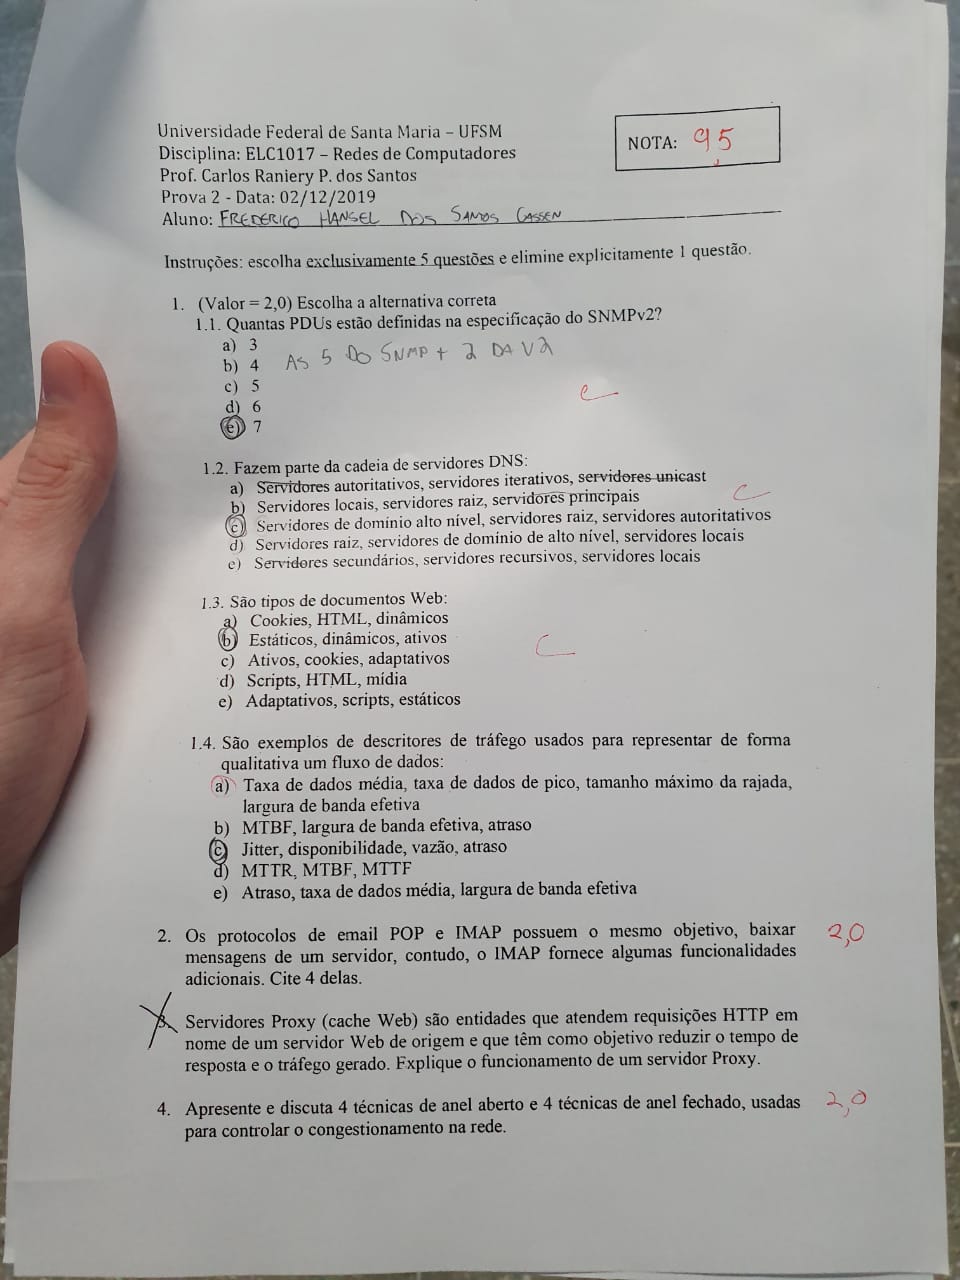 Universidade Federal de Santa Maria – UFSM
Disciplina: ELC1017 – Redes de Computadores
Prof. Carlos Raniery P. dos Santos
Prova 2 - Data: 02/12/2019
Aluno: FREDERICO HANSEL DOS SANTOS GASSEN
NOTA: 9,5
Instruções: escolha exclusivamente 5 questões e elimine explicitamente 1 questão.
1. (Valor = 2,0) Escolha a alternativa correta
1.1. Quantas PDUs estão definidas na especificação do SNMPv2?
a) 3
b) 4
AS 5 DO SNMP + 2 DA V2
c) 5
d) 6
e) 7
C
1.2. Fazem parte da cadeia de servidores DNS:
a) Servidores autoritativos, servidores iterativos, servidores unicast
b) Servidores locais, servidores raiz, servidores principais
C
c) Servidores de domínio alto nível, servidores raiz, servidores autoritativos
d) Servidores raiz, servidores de domínio de alto nível, servidores locais
e) Servidores secundários, servidores recursivos, servidores locais
1.3. São tipos de documentos Web:
a) Cookies, HTML, dinâmicos
b) Estáticos, dinâmicos, ativos
C
c) Ativos, cookies, adaptativos
d) Scripts, HTML, mídia
e) Adaptativos, scripts, estáticos
1.4. São exemplos de descritores de tráfego usados para representar de forma
qualitativa um fluxo de dados:
a) Taxa de dados média, taxa de dados de pico, tamanho máximo da rajada,
largura de banda efetiva
b) MTBF, largura de banda efetiva, atraso
c) Jitter, disponibilidade, vazão, atraso
d) MTTR, MTBF, MTTF
e) Atraso, taxa de dados média, largura de banda efetiva
2. Os protocolos de email POP e IMAP possuem o mesmo objetivo, baixar
2,0
mensagens de um servidor, contudo, o IMAP fornece algumas funcionalidades
adicionais. Cite 4 delas.
3. Servidores Proxy (cache Web) são entidades que atendem requisições HTTP em
nome de um servidor Web de origem e que têm como objetivo reduzir o tempo de
resposta e o tráfego gerado. Explique o funcionamento de um servidor Proxy.
4. Apresente e discuta 4 técnicas de anel aberto e 4 técnicas de anel fechado, usadas
2,0
para controlar o congestionamento na rede.